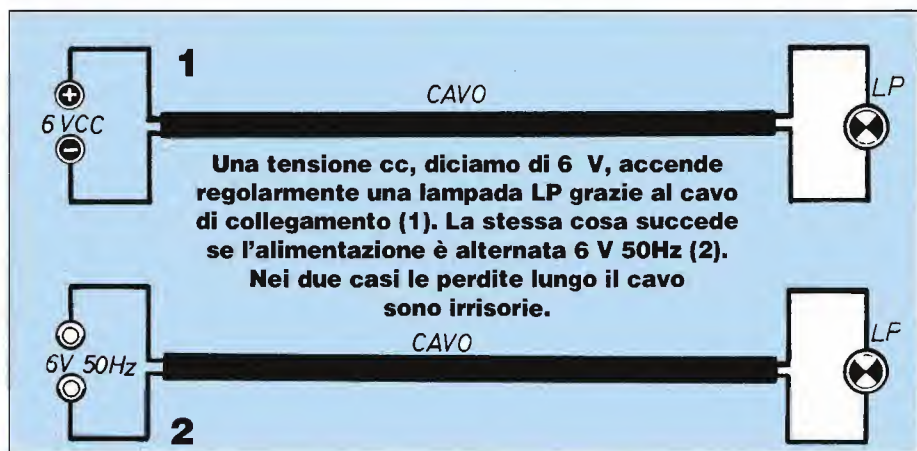 1
CAVO
LP
+
6 VCC
−
Una tensione cc, diciamo di 6 V, accende
regolarmente una lampada LP grazie al cavo
di collegamento (1). La stessa cosa succede
se l'alimentazione è alternata 6 V 50Hz (2).
Nei due casi le perdite lungo il cavo
sono irrisorie.
CAVO
LP
6V 50Hz
2